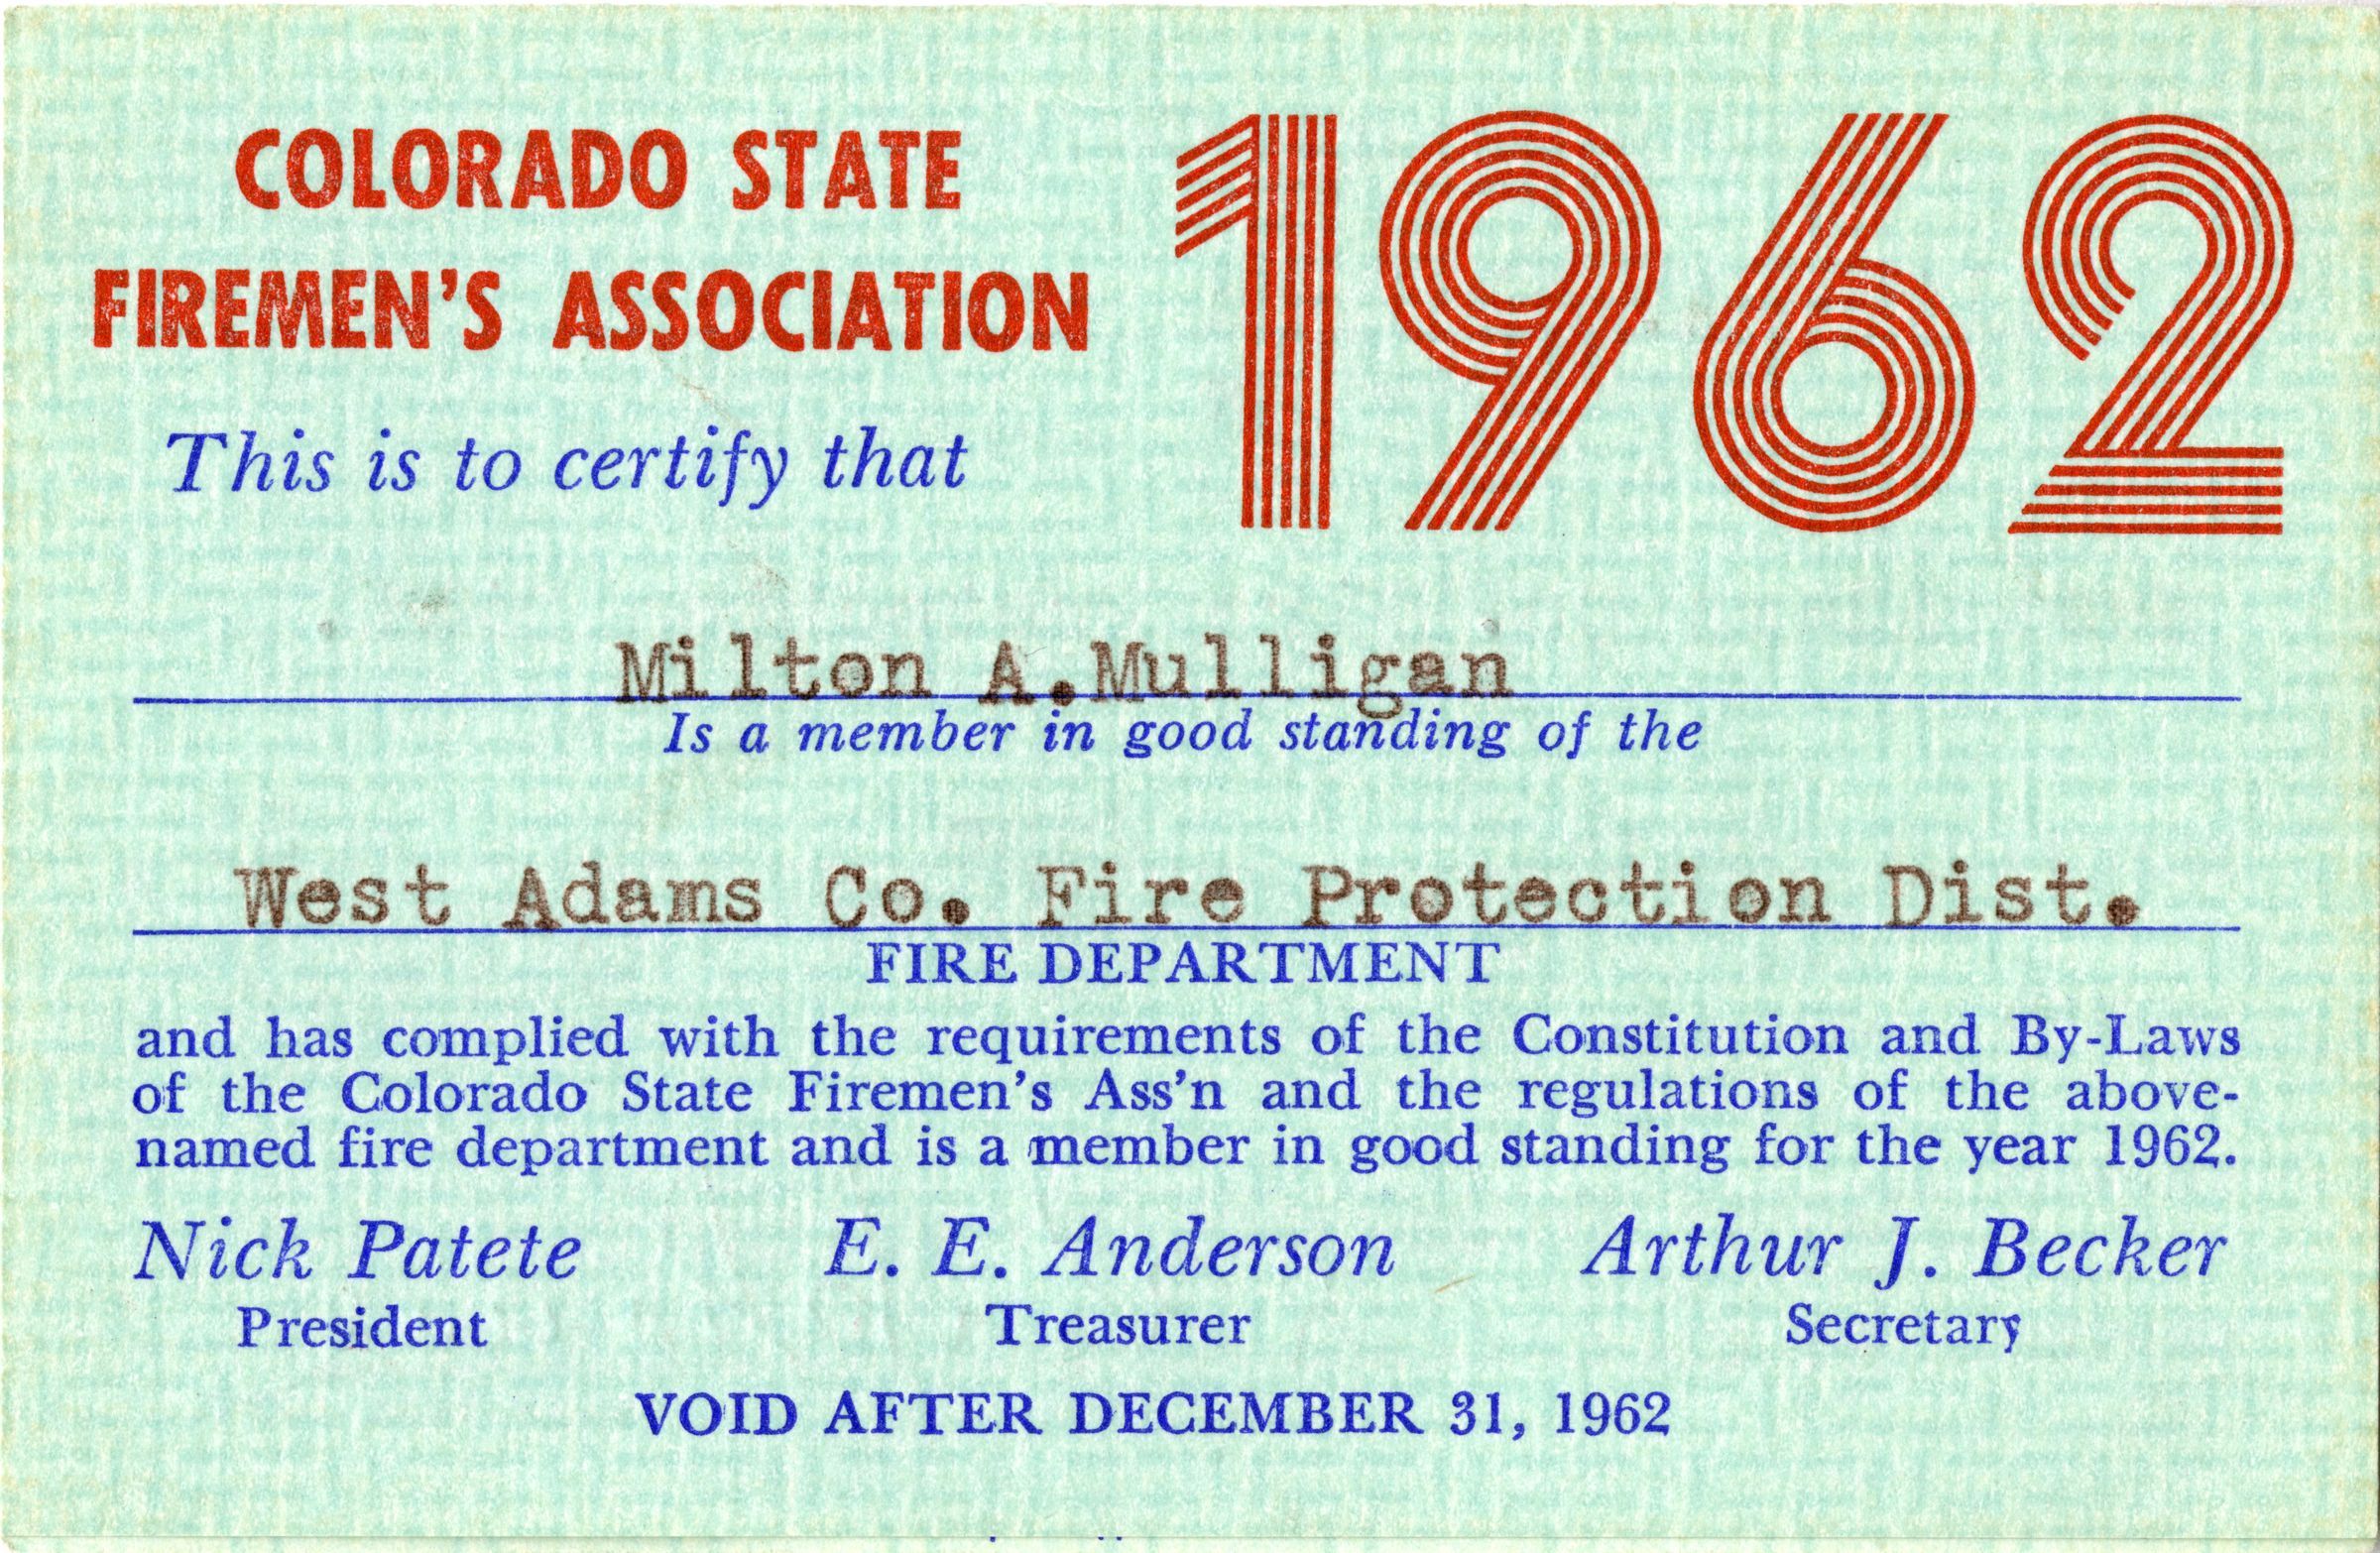 COLORADO STATE
FIREMEN'S ASSOCIATION
1962
This is to certify that
Milton A.Mulligan
Is a member in good standing of the
West Adams Co. Fire Protection Dist.
FIRE DEPARTMENT
and has complied with the requirements of the Constitution and By-Laws
of the Colorado State Firemen's Ass'n and the regulations of the above-
named fire department and is a member in good standing for the year 1962.
Nick Patete E. E. Anderson Arthur J. Becker
President Treasurer Secretary
VOID AFTER DECEMBER 31, 1962